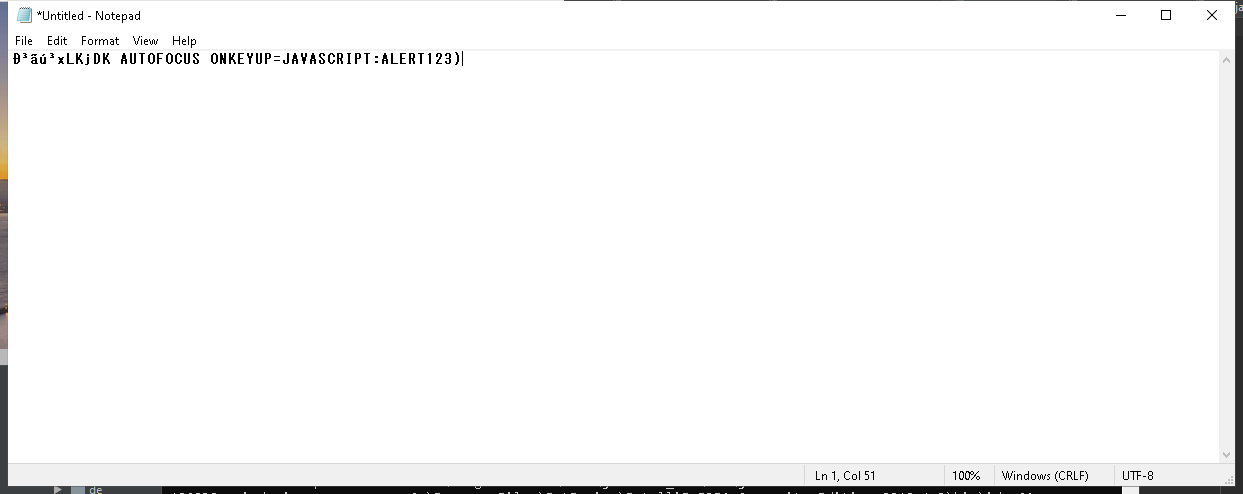 *Untitled - Notepad
File Edit Format View Help
Ð³ãú³xLKjDK AUTOFOCUS ONKEYUP=JAVASCRIPT:ALERT123)
Ln 1, Col 51 100% Windows (CRLF) UTF-8
de